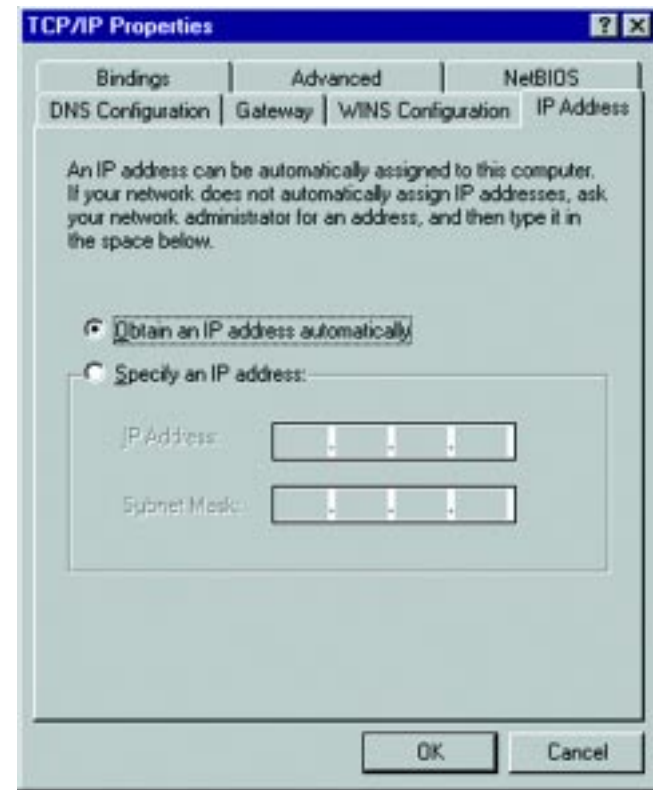 TCP/IP Properties
Bindings
Advanced
NetBIOS
DNS Configuration
Gateway
WINS Configuration
IP Address
An IP address can be automatically assigned to this computer.
If your network does not automatically assign IP addresses, ask
your network administrator for an address, and then type it in
the space below.
Obtain an IP address automatically
Specify an IP address:
IP Address:
. . .
Subnet Mask:
. . .
OK
Cancel